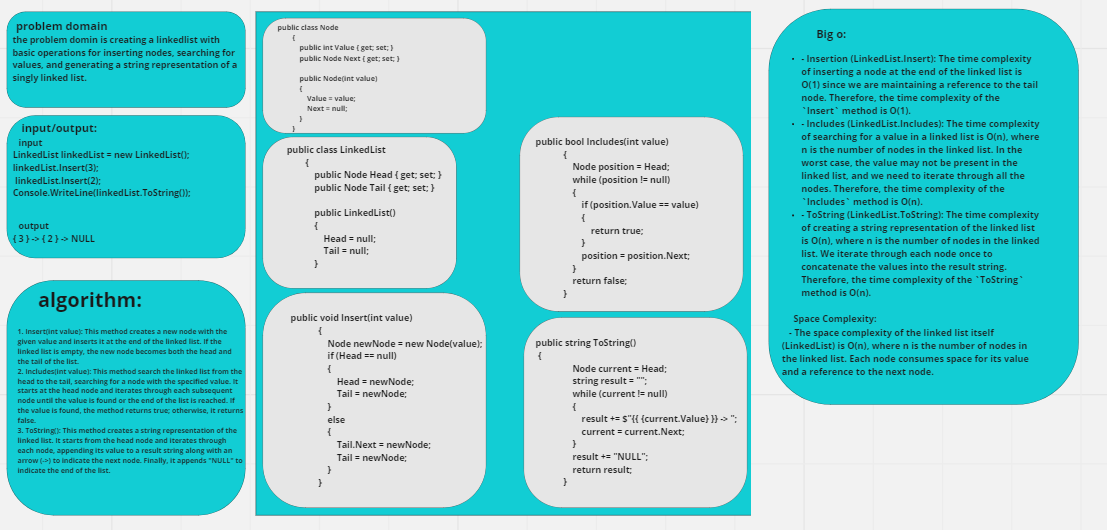 problem domain
the problem domin is creating a linkedlist with
basic operations for inserting nodes, searching for
values, and generating a string representation of a
singly linked list.
input/output:
input
LinkedList linkedList = new LinkedList();
linkedList.Insert(3);
linkedList.Insert(2);
Console.WriteLine(linkedList.ToString());
output
{ 3 } -> { 2 } -> NULL
algorithm:
1. Insert(int value): This method creates a new node with the
given value and inserts it at the end of the linked list. If the
linked list is empty, the new node becomes both the head and
the tail of the list.
2. Includes(int value): This method search the linked list from the
head to the tail, searching for a node with the specified value. It
starts at the head node and iterates through each subsequent
node until the value is found or the end of the list is reached. If
the value is found, the method returns true; otherwise, it returns
false.
3. ToString(): This method creates a string representation of the
linked list. It starts from the head node and iterates through
each node, appending its value to a result string along with an
arrow (->) to indicate the next node. Finally, it appends "NULL" to
indicate the end of the list.
public class Node
{
public int Value { get; set; }
public Node Next { get; set; }
public Node(int value)
{
Value = value;
Next = null;
}
public class LinkedList
{
public Node Head { get; set; }
public Node Tail { get; set; }
public LinkedList()
{
Head = null;
Tail = null;
}
public void Insert(int value)
{
Node newNode = new Node(value);
if (Head == null)
{
Head = newNode;
Tail = newNode;
}
else
{
Tail.Next = newNode;
Tail = newNode;
}
}
public bool Includes(int value)
{
Node position = Head;
while (position != null)
{
if (position.Value == value)
{
return true;
}
position = position.Next;
}
return false;
}
public string ToString()
{
Node current = Head;
string result = "";
while (current != null)
{
result += $"{{ {current.Value} }} -> ";
current = current.Next;
}
result += "NULL";
return result;
}
Big o:
• - Insertion (LinkedList.Insert): The time complexity
of inserting a node at the end of the linked list is
O(1) since we are maintaining a reference to the tail
node. Therefore, the time complexity of the
`Insert` method is O(1).
• - Includes (LinkedList.Includes): The time complexity
of searching for a value in a linked list is O(n), where
n is the number of nodes in the linked list. In the
worst case, the value may not be present in the
linked list, and we need to iterate through all the
nodes. Therefore, the time complexity of the
`Includes` method is O(n).
• - ToString (LinkedList.ToString): The time complexity
of creating a string representation of the linked list
is O(n), where n is the number of nodes in the linked
list. We iterate through each node once to
concatenate the values into the result string.
Therefore, the time complexity of the `ToString`
method is O(n).
Space Complexity:
- The space complexity of the linked list itself
(LinkedList) is O(n), where n is the number of nodes in
the linked list. Each node consumes space for its value
and a reference to the next node.